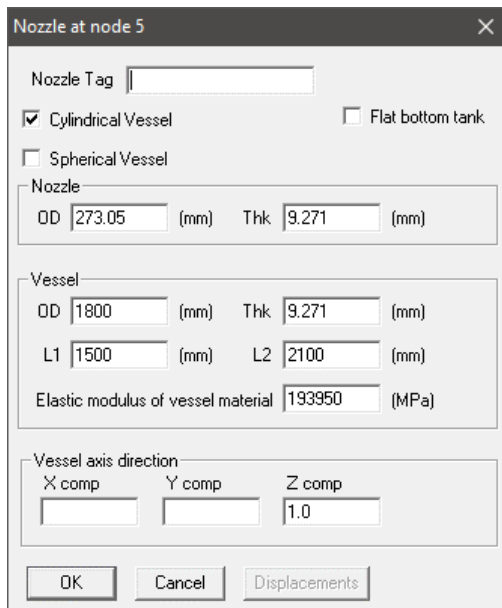 Nozzle at node 5
Nozzle Tag
Cylindrical Vessel Flat bottom tank
Spherical Vessel
Nozzle
OD 273.05 (mm) Thk 9.271 (mm)
Vessel
OD 1800 (mm) Thk 9.271 (mm)
L1 1500 (mm) L2 2100 (mm)
Elastic modulus of vessel material 193950 (MPa)
Vessel axis direction
X comp Y comp Z comp
1.0
OK Cancel Displacements